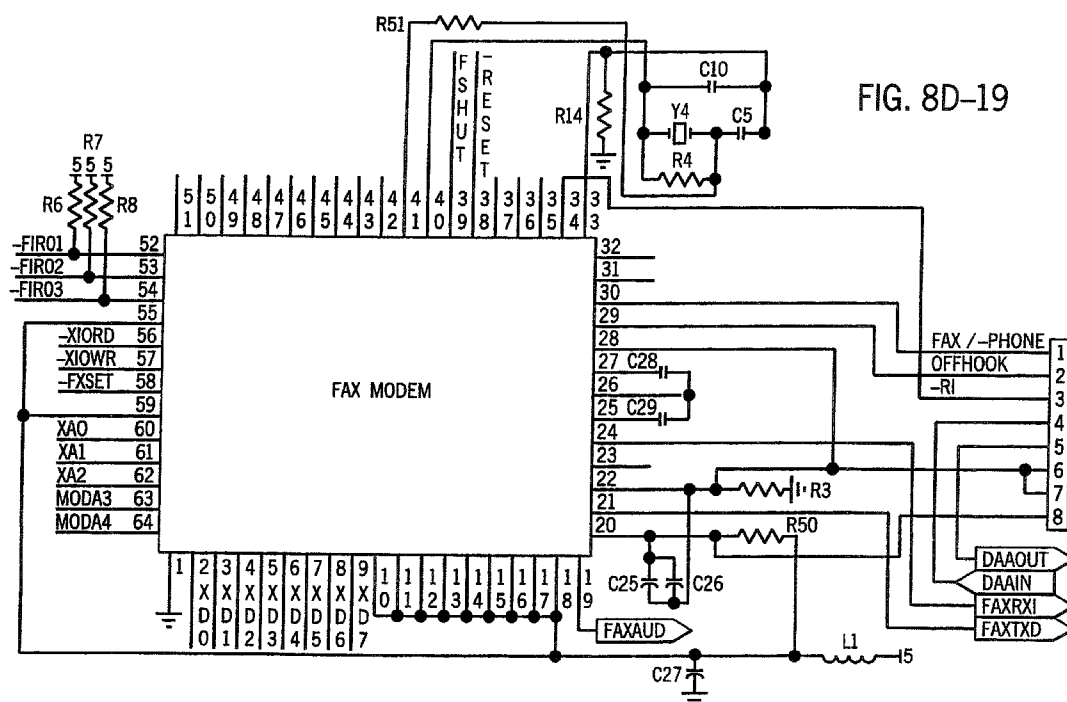 FIG. 8D-19
R51
FSHUT
-RESET
C10
R14
Y4
C5
R4
R7
5 5 5
R6
R8
51 50 49 48 47 46 45 44 43 42 41 40 39 38 37 36 35 34 33
-FIRO1 52
-FIRO2 53
-FIRO3 54
55
-XIORD 56
-XIOWR 57
-FXSET 58
59
XA0 60
XA1 61
XA2 62
MODA3 63
MODA4 64
FAX MODEM
32
31
30
29
28
27 C28
26
25 C29
24
23
22 R3
21
20 R50
FAX /-PHONE 1
OFFHOOK 2
-RI 3
4
5
6
7
8
C25
C26
DAAOUT
DAAIN
FAXRXI
FAXTXD
1
2 XD0
3 XD1
4 XD2
5 XD3
6 XD4
7 XD5
8 XD6
9 XD7
10 11 12 13 14 15 16 17 18 19
FAXAUD
C27
L1
5